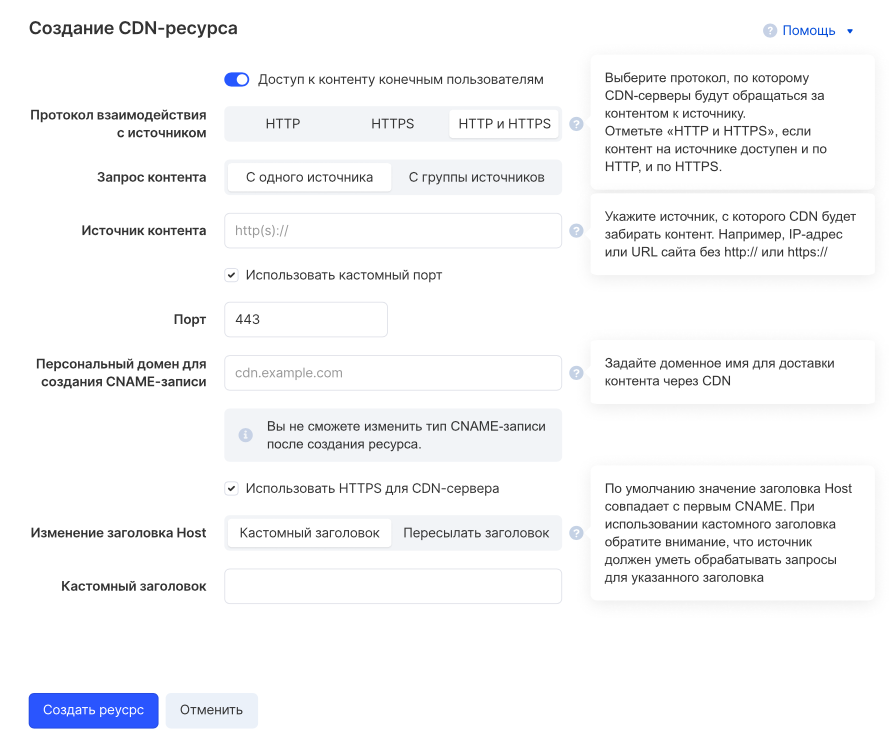 Создание CDN-ресурса
Помощь
Доступ к контенту конечным пользователям
Протокол взаимодействия
с источником
HTTP
HTTPS
HTTP и HTTPS
Выберите протокол, по которому
CDN-серверы будут обращаться за
контентом к источнику.
Отметьте «HTTP и HTTPS», если
контент на источнике доступен и по
HTTP, и по HTTPS.
Запрос контента
С одного источника
С группы источников
Источник контента
http(s)://
Укажите источник, с которого CDN будет
забирать контент. Например, IP-адрес
или URL сайта без http:// или https://
Использовать кастомный порт
Порт
443
Персональный домен для
создания CNAME-записи
cdn.example.com
Задайте доменное имя для доставки
контента через CDN
Вы не сможете изменить тип CNAME-записи
после создания ресурса.
Использовать HTTPS для CDN-сервера
Изменение заголовка Host
Кастомный заголовок
Пересылать заголовок
По умолчанию значение заголовка Host
совпадает с первым CNAME. При
использовании кастомного заголовка
обратите внимание, что источник
должен уметь обрабатывать запросы
для указанного заголовка
Кастомный заголовок
Создать реусрс
Отменить